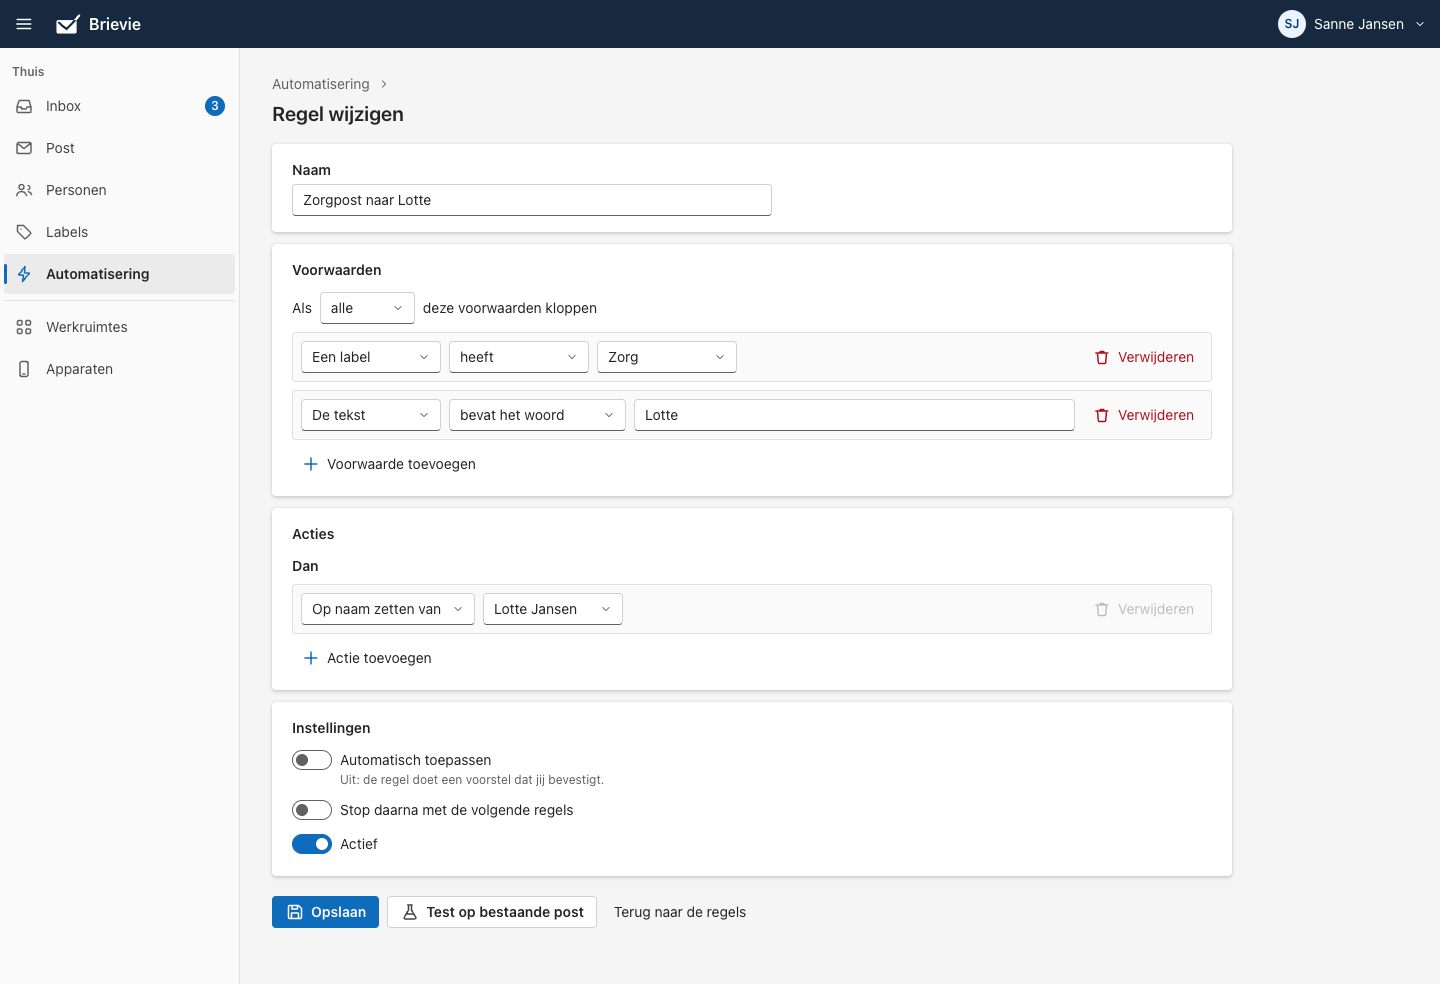 Brievie
SJ Sanne Jansen
Thuis
Inbox 3
Post
Personen
Labels
Automatisering
Werkruimtes
Apparaten
Automatisering
Regel wijzigen
Naam
Zorgpost naar Lotte
Voorwaarden
Als alle deze voorwaarden kloppen
Een label heeft Zorg Verwijderen
De tekst bevat het woord Lotte Verwijderen
Voorwaarde toevoegen
Acties
Dan
Op naam zetten van Lotte Jansen Verwijderen
Actie toevoegen
Instellingen
Automatisch toepassen
Uit: de regel doet een voorstel dat jij bevestigt.
Stop daarna met de volgende regels
Actief
Opslaan Test op bestaande post Terug naar de regels